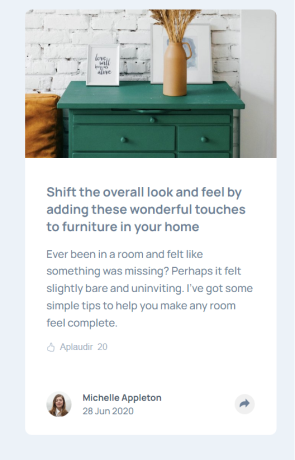 love
Shift the overall look and feel by
adding these wonderful touches
to furniture in your home
Ever been in a room and felt like
something was missing? Perhaps it felt
slightly bare and uninviting. I've got some
simple tips to help you make any room
feel complete.
Aplaudir 20
Michelle Appleton
28 Jun 2020